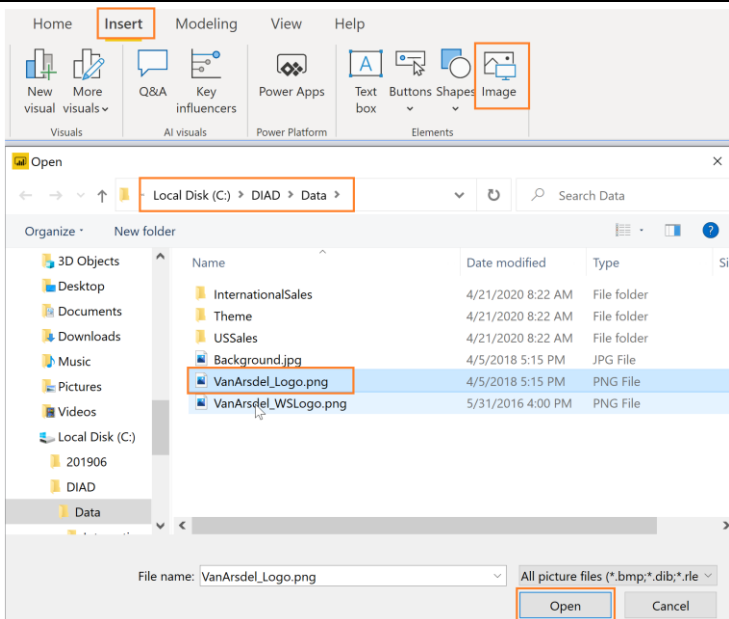 Home Insert Modeling View Help
New visual More visuals Q&A Key influencers Power Apps Text box Buttons Shapes Image
Visuals AI visuals Power Platform Elements
Open
Local Disk (C:) > DIAD > Data > Search Data
Organize New folder ?
Name Date modified Type Si
3D Objects
Desktop
Documents
Downloads
Music
Pictures
Videos
Local Disk (C:)
201906
DIAD
Data
InternationalSales 4/21/2020 8:22 AM File folder
Theme 4/21/2020 8:22 AM File folder
USSales 4/21/2020 8:22 AM File folder
Background.jpg 4/5/2018 5:15 PM JPG File
VanArsdel_Logo.png 4/5/2018 5:15 PM PNG File
VanArsdel_WSLogo.png 5/31/2016 4:00 PM PNG File
File name: VanArsdel_Logo.png All picture files (*.bmp;*.dib;*.rle
Open Cancel